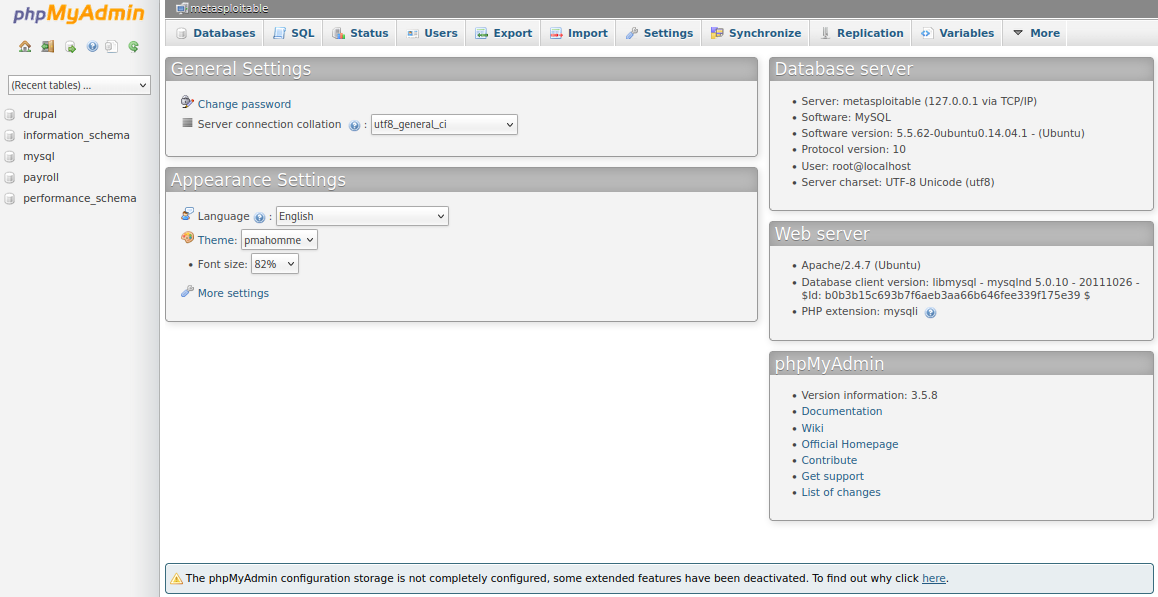 phpMyAdmin
(Recent tables) ...
drupal
information_schema
mysql
payroll
performance_schema
metasploitable
Databases SQL Status Users Export Import Settings Synchronize Replication Variables More
General Settings
Change password
Server connection collation : utf8_general_ci
Appearance Settings
Language : English
Theme: pmahomme
• Font size: 82%
More settings
Database server
• Server: metasploitable (127.0.0.1 via TCP/IP)
• Software: MySQL
• Software version: 5.5.62-0ubuntu0.14.04.1 - (Ubuntu)
• Protocol version: 10
• User: root@localhost
• Server charset: UTF-8 Unicode (utf8)
Web server
• Apache/2.4.7 (Ubuntu)
• Database client version: libmysql - mysqlnd 5.0.10 - 20111026 -
$Id: b0b3b15c693b7f6aeb3aa66b646fee339f175e39 $
• PHP extension: mysqli
phpMyAdmin
• Version information: 3.5.8
• Documentation
• Wiki
• Official Homepage
• Contribute
• Get support
• List of changes
The phpMyAdmin configuration storage is not completely configured, some extended features have been deactivated. To find out why click here.